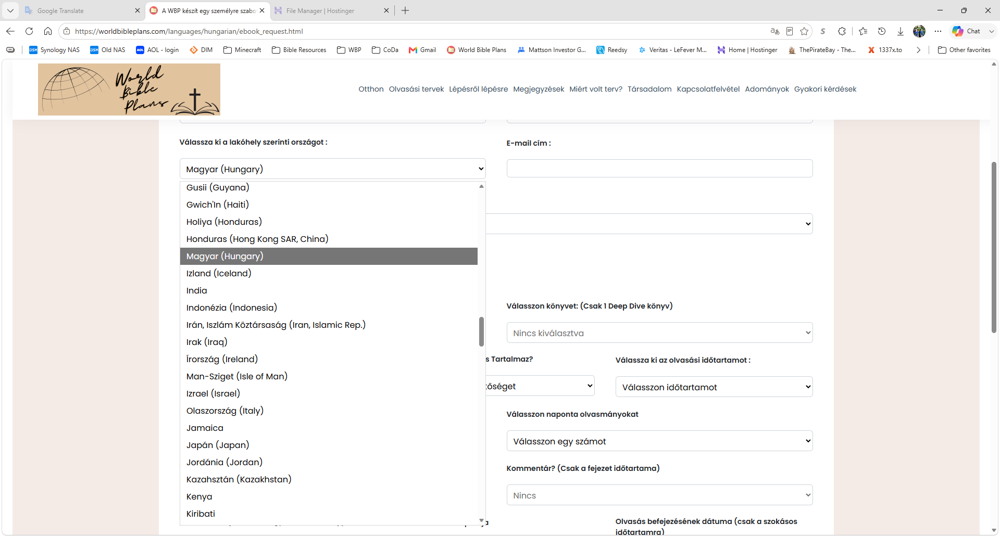 Google Translate
A WBP készít egy személyre szabo
File Manager | Hostinger
https://worldbibleplans.com/languages/hungarian/ebook_request.html
Chat
Synology NAS
Old NAS
AOL - login
DIM
Minecraft
Bible Resources
WBP
CoDa
Gmail
World Bible Plans
Mattson Investor G...
Reedsy
Veritas - LeFever M...
Home | Hostinger
ThePirateBay - The...
1337x.to
Other favorites
World
Bible
Plans
Otthon Olvasási tervek Lépésről lépésre Megjegyzések Miért volt terv? Társadalom Kapcsolatfelvétel Adományok Gyakori kérdések
Válassza ki a lakóhely szerinti országot :
E-mail cím :
Magyar (Hungary)
Gusii (Guyana)
Gwich'In (Haiti)
Holiya (Honduras)
Honduras (Hong Kong SAR, China)
Magyar (Hungary)
Izland (Iceland)
India
Indonézia (Indonesia)
Irán, Iszlám Köztársaság (Iran, Islamic Rep.)
Irak (Iraq)
Írország (Ireland)
Man-Sziget (Isle of Man)
Izrael (Israel)
Olaszország (Italy)
Jamaica
Japán (Japan)
Jordánia (Jordan)
Kazahsztán (Kazakhstan)
Kenya
Kiribati
Válasszon könyvet: (Csak 1 Deep Dive könyv)
Nincs kiválasztva
s Tartalmaz?
Válassza ki az olvasási időtartamot :
tőséget
Válasszon időtartamot
Válasszon naponta olvasmányokat
Válasszon egy számot
Kommentár? (Csak a fejezet időtartama)
Nincs
Olvasás befejezésének dátuma (csak a szokásos
időtartamra)